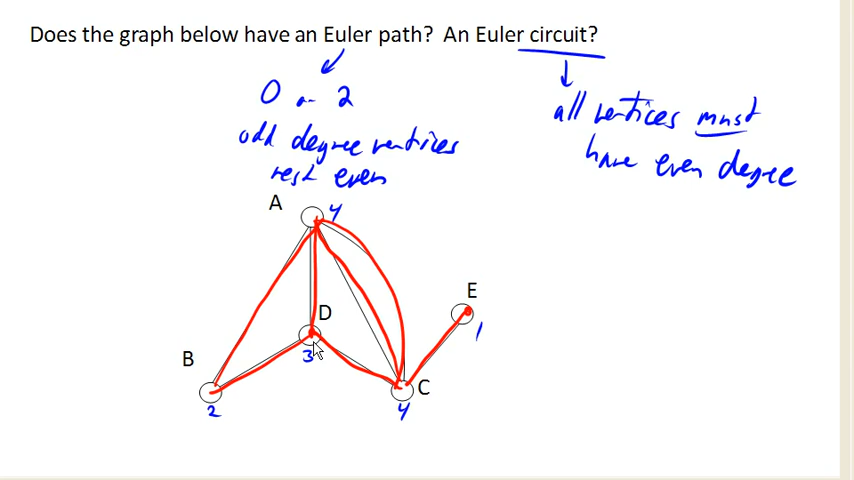 Does the graph below have an Euler path? An Euler circuit?
0 or 2
odd degree vertices
rest even
all vertices must
have even degree
A 4
D
3
E
1
B
2
C
4